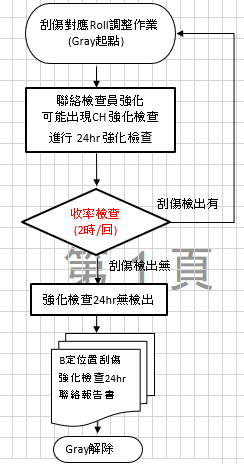 刮傷對應Roll調整作業
(Gray起點)
聯絡檢查員強化
可能出現CH強化檢查
進行 24hr強化檢查
收率檢查
(2時/回)
刮傷檢出有
刮傷檢出無
第 1 頁
強化檢查24hr無檢出
B定位置刮傷
強化檢查24hr
聯絡報告書
Gray解除